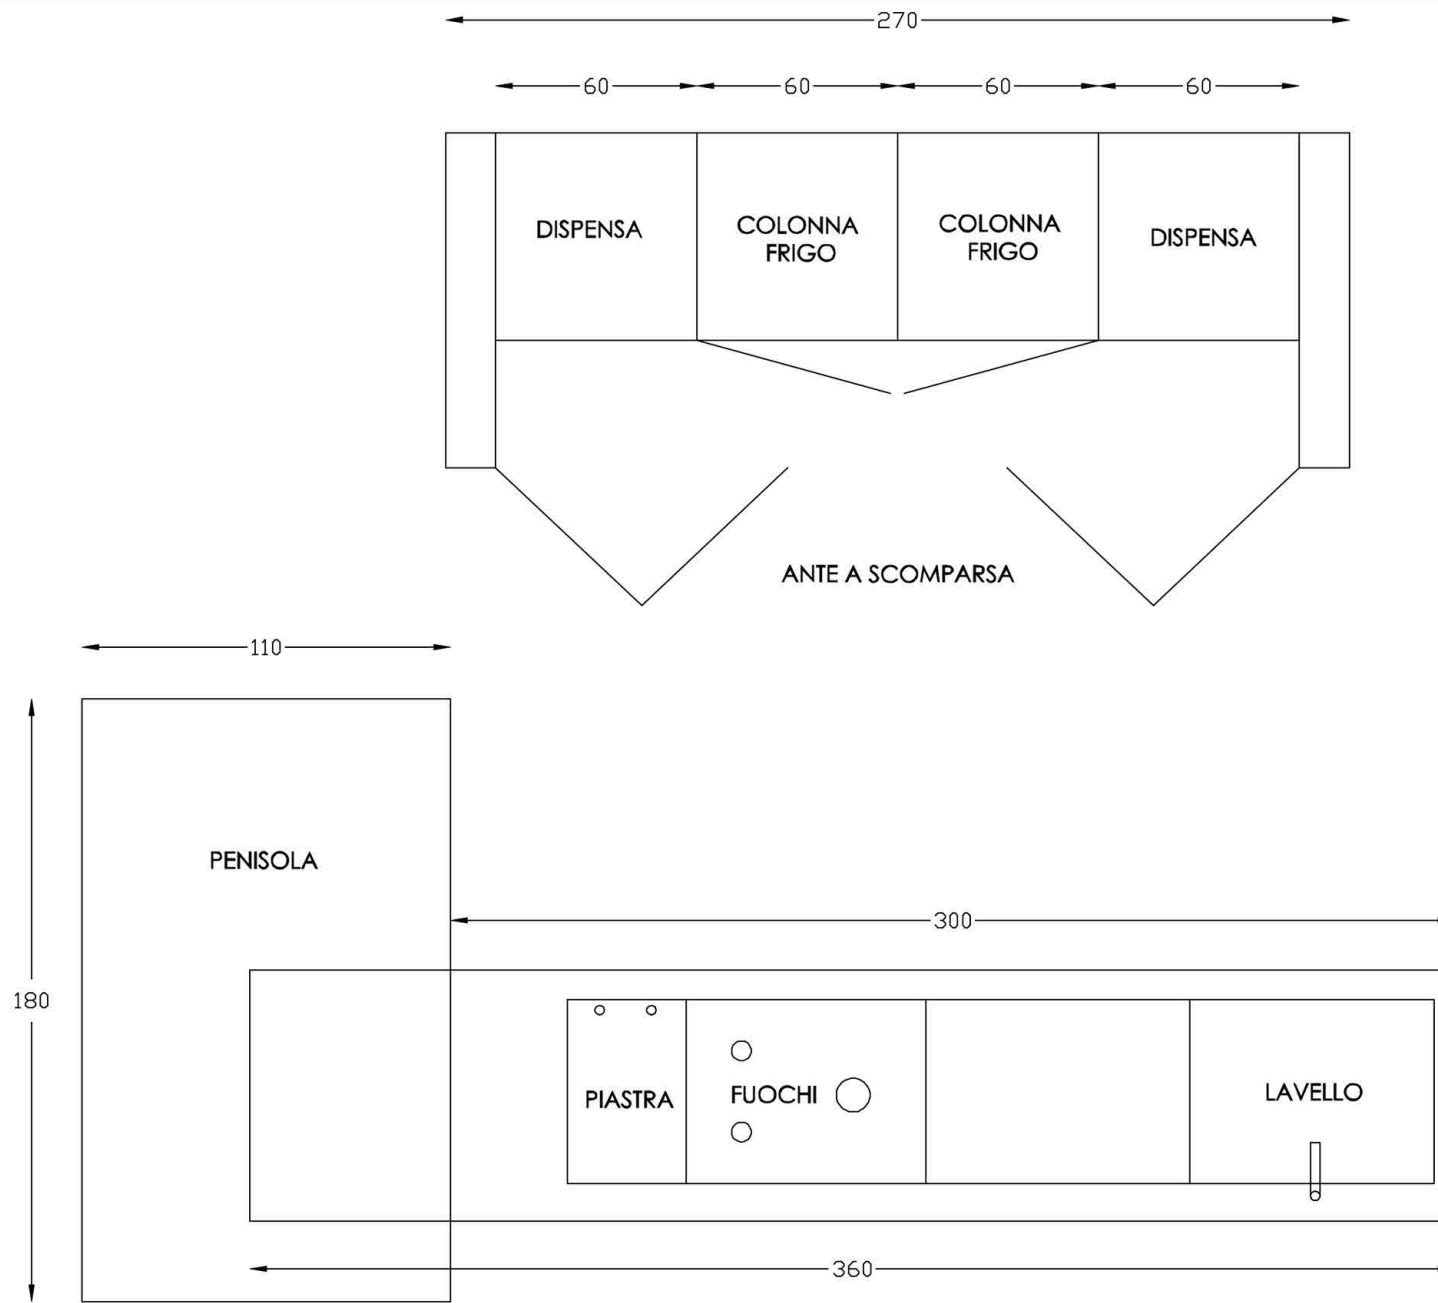 270
60 60 60 60
DISPENSA
COLONNA
FRIGO
COLONNA
FRIGO
DISPENSA
ANTE A SCOMPARSA
110
PENISOLA
300
180
PIASTRA
FUOCHI
LAVELLO
360